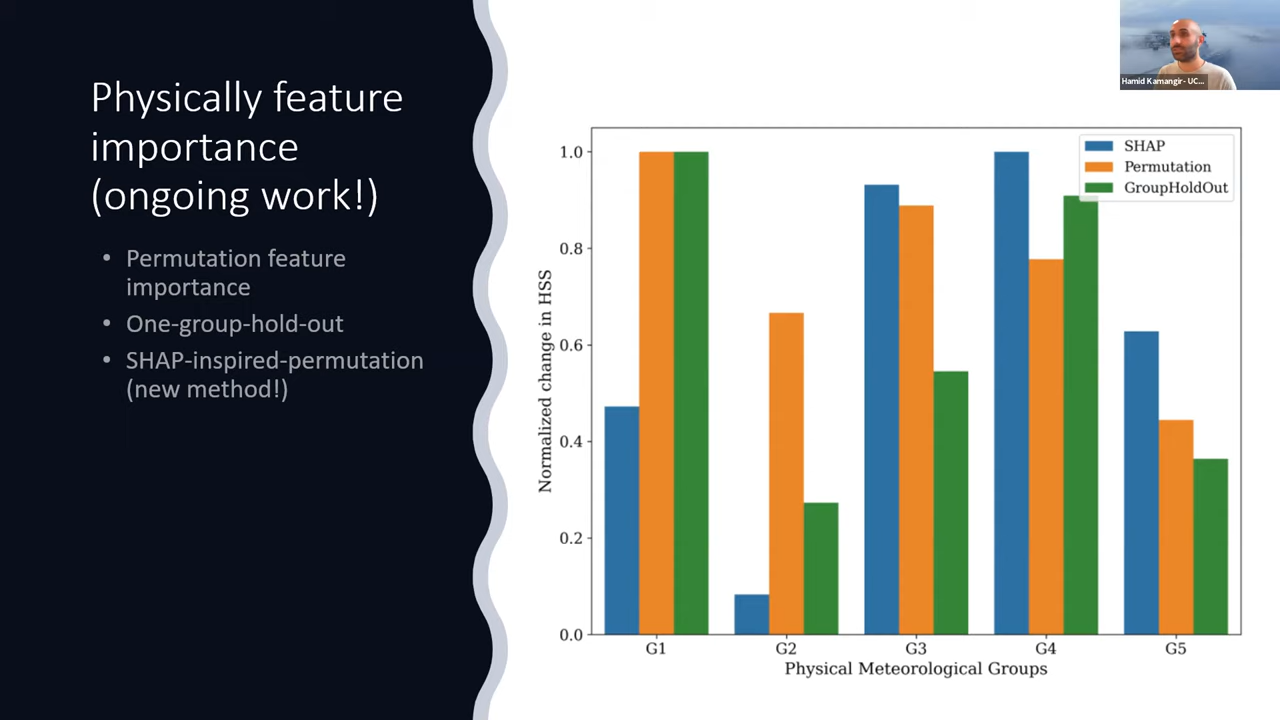 Physically feature
importance
(ongoing work!)
• Permutation feature
importance
• One-group-hold-out
• SHAP-inspired-permutation
(new method!)
Hamid Kamangir- UC...
SHAP
Permutation
GroupHoldOut
Normalized change in HSS
1.0
0.8
0.6
0.4
0.2
0.0
G1 G2 G3 G4 G5
Physical Meteorological Groups